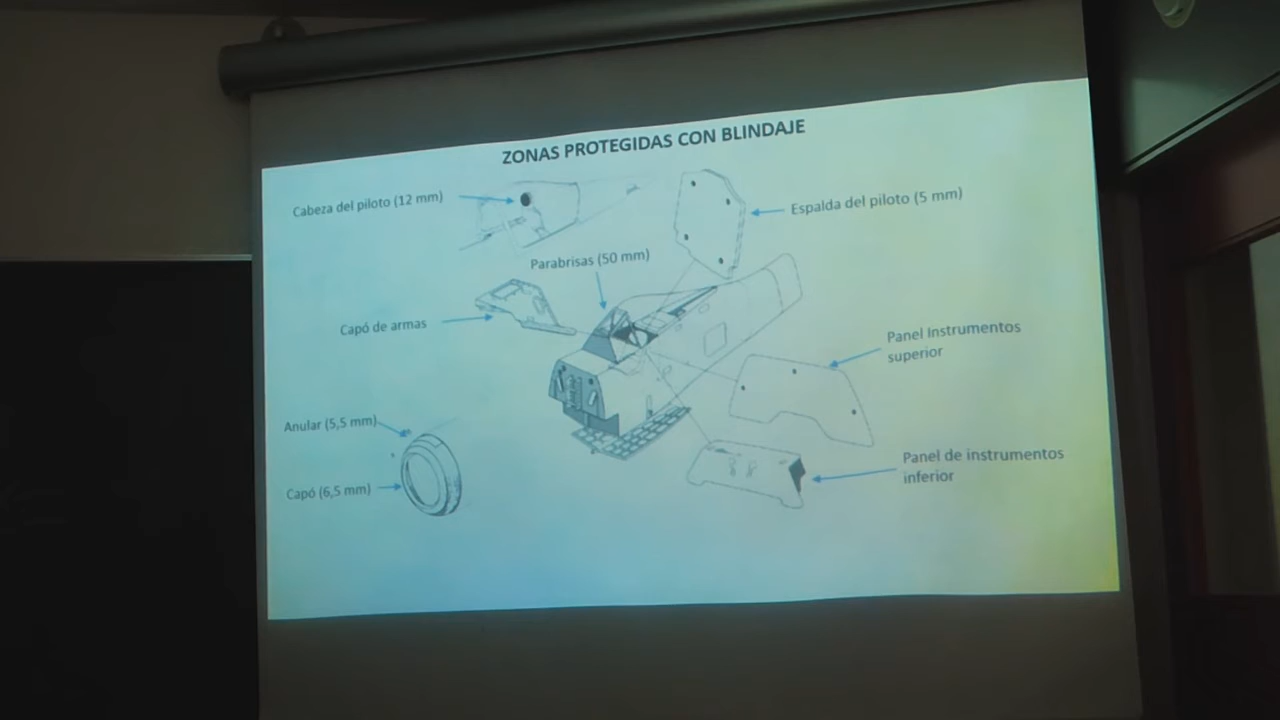 ZONAS PROTEGIDAS CON BLINDAJE
Cabeza del piloto (12 mm)
Espalda del piloto (5 mm)
Parabrisas (50 mm)
Capó de armas
Panel Instrumentos
superior
Anular (5,5 mm)
Panel de instrumentos
inferior
Capó (6,5 mm)